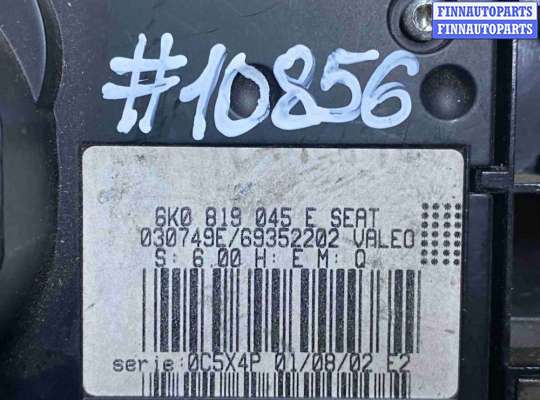 FINNAUTOPARTS
FINNAUTOPARTS
#10856
6K0 819 045 E SEAT
030749E/69352202 VALEO
S: 6.00 H: E M: Q
serie:0C5X4P 01/08/02 E2